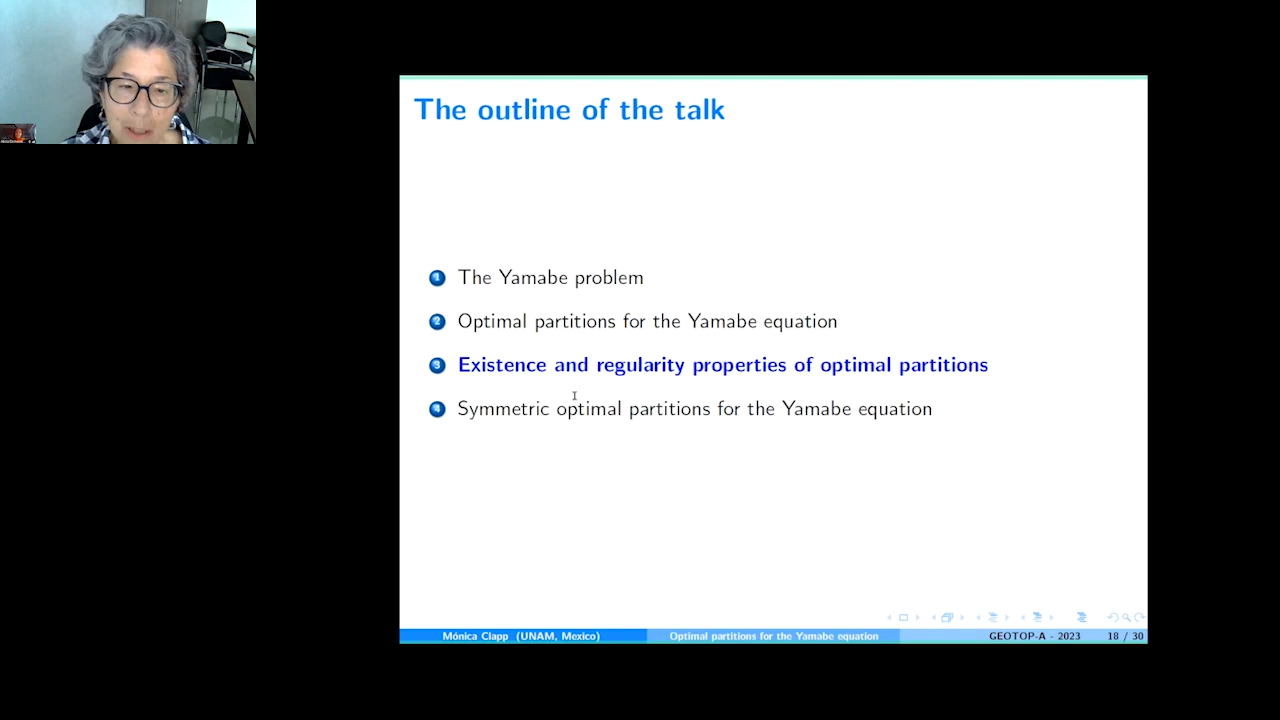 The outline of the talk
1 The Yamabe problem
2 Optimal partitions for the Yamabe equation
3 Existence and regularity properties of optimal partitions
4 Symmetric optimal partitions for the Yamabe equation
Mónica Clapp (UNAM, Mexico) Optimal partitions for the Yamabe equation GEOTOP-A - 2023 18 / 30